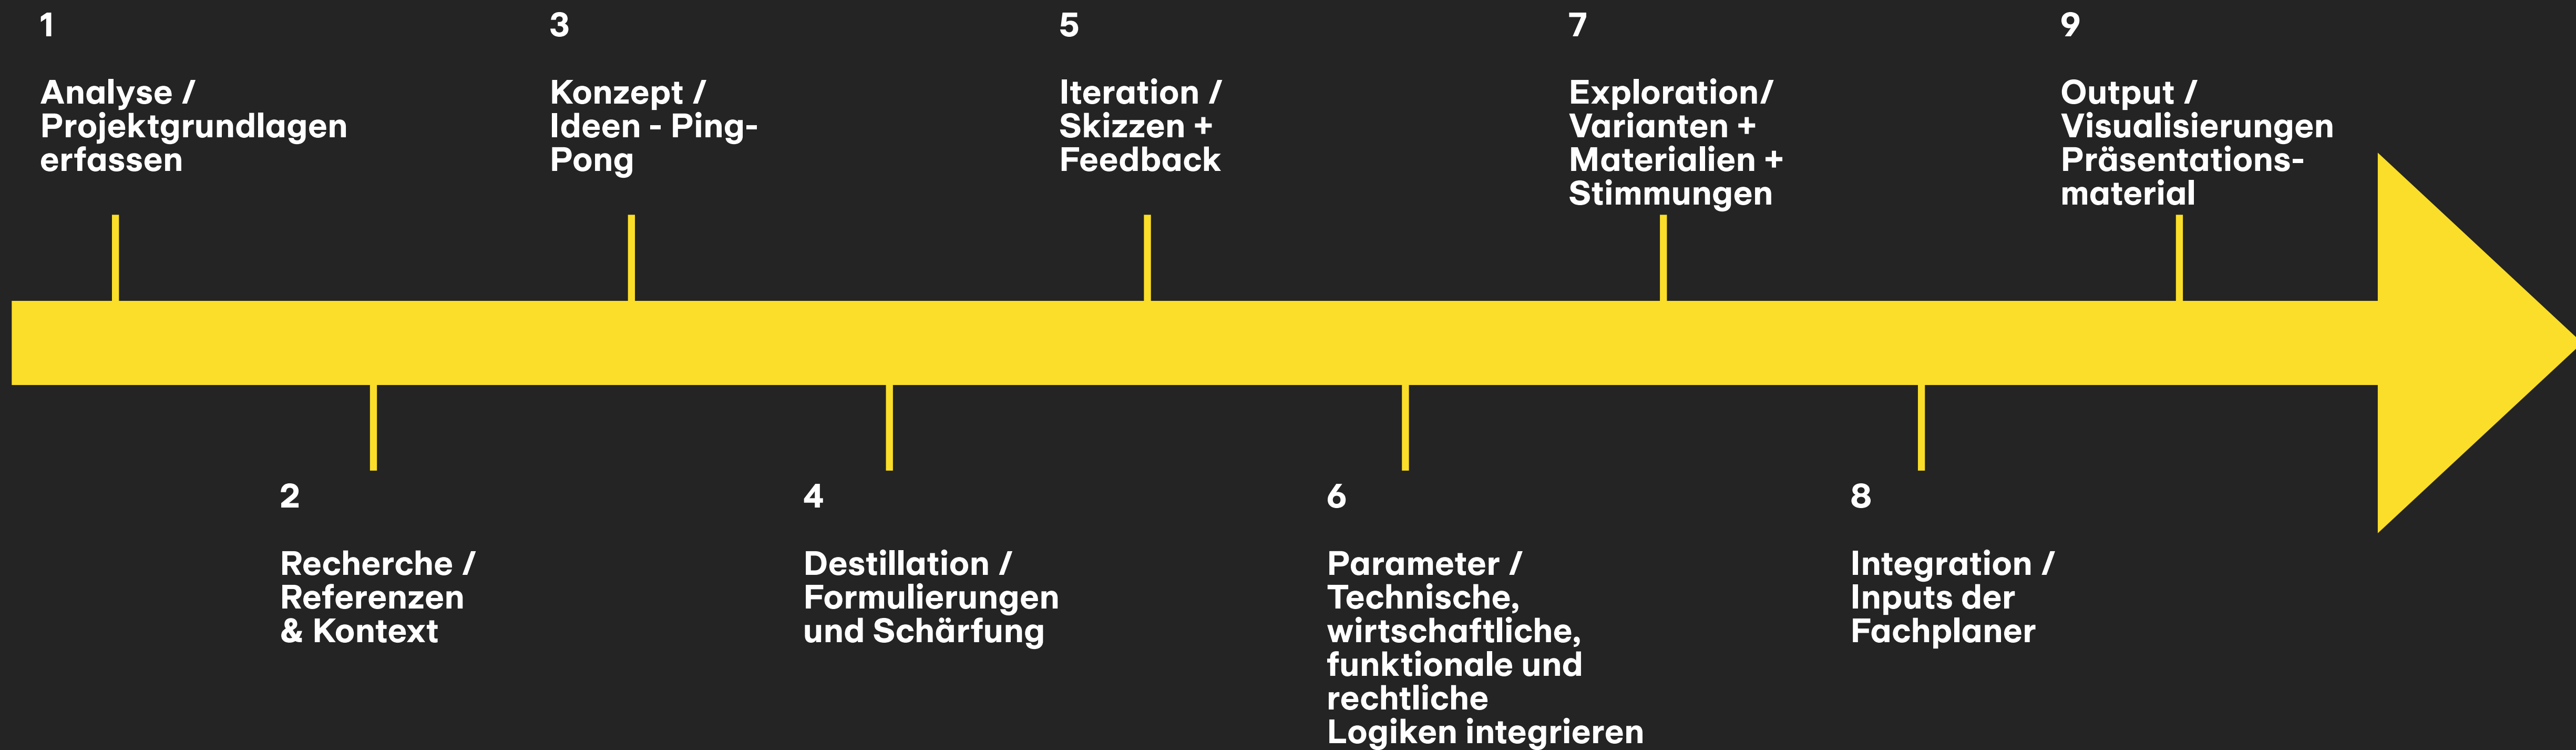 1
Analyse /
Projektgrundlagen
erfassen
2
Recherche /
Referenzen
& Kontext
3
Konzept /
Ideen - Ping-
Pong
4
Destillation /
Formulierungen
und Schärfung
5
Iteration /
Skizzen +
Feedback
6
Parameter /
Technische,
wirtschaftliche,
funktionale und
rechtliche
Logiken integrieren
7
Exploration/
Varianten +
Materialien +
Stimmungen
8
Integration /
Inputs der
Fachplaner
9
Output /
Visualisierungen
Präsentations-
material